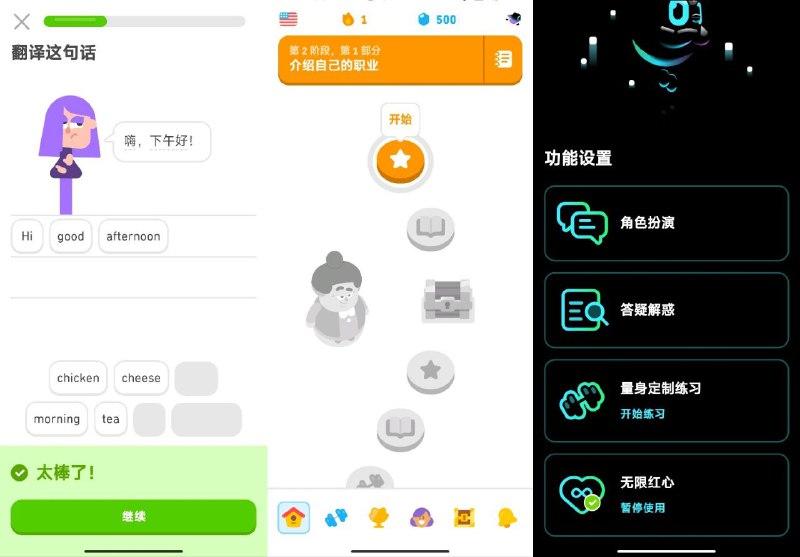 翻译这句话
嗨，下午好！
Hi good afternoon
chicken cheese
morning tea
太棒了！
继续
1 500
第 2 阶段，第 1 部分
介绍自己的职业
开始
功能设置
角色扮演
答疑解惑
量身定制练习
开始练习
无限红心
暂停使用